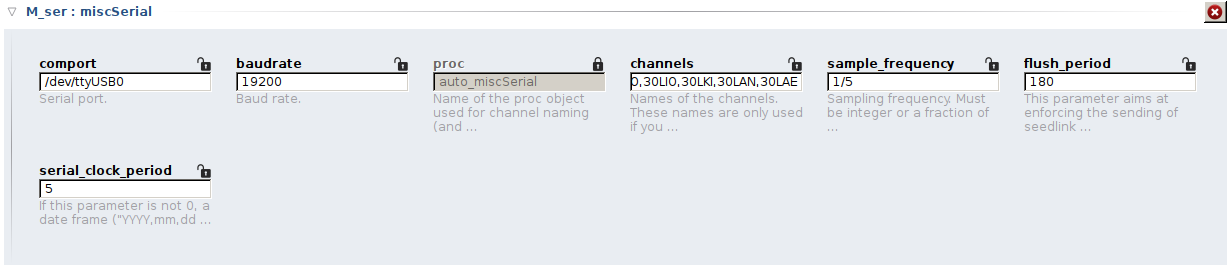 M_ser : miscSerial
comport
/dev/ttyUSB0
Serial port.
baudrate
19200
Baud rate.
proc
auto_miscSerial
Name of the proc object
used for channel naming
(and ...
channels
0,30LIO,30LKI,30LAN,30LAE
Names of the channels.
These names are only used
if you ...
sample_frequency
1/5
Sampling frequency. Must
be integer or a fraction of
...
flush_period
180
This parameter aims at
enforcing the sending of
seedlink ...
serial_clock_period
5
If this parameter is not 0, a
date frame ("YYYY,mm,dd ...